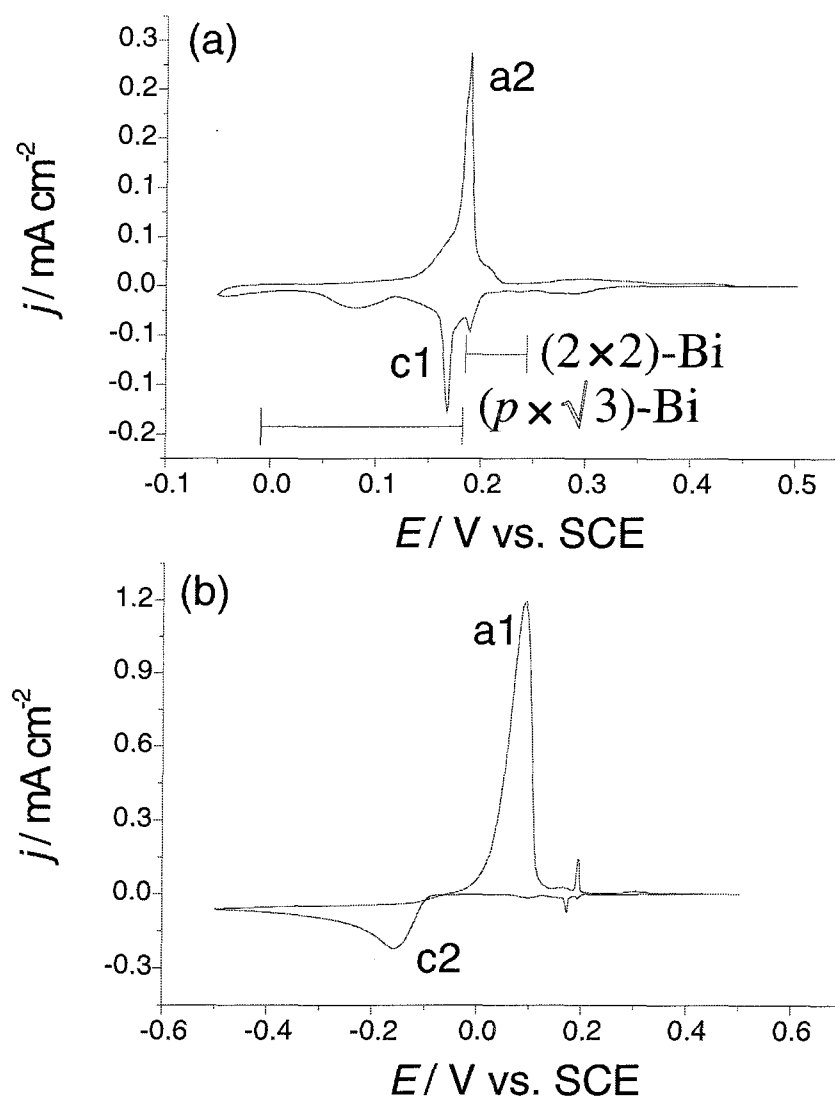 (a)
0.3
0.2
0.2
0.1
0.1
0.0
-0.1
-0.1
-0.2
j / mA cm⁻²
a2
c1
(2×2)-Bi
(p×√3)-Bi
-0.1 0.0 0.1 0.2 0.3 0.4 0.5
E / V vs. SCE
(b)
1.2
0.9
0.6
0.3
0.0
-0.3
j / mA cm⁻²
a1
c2
-0.6 -0.4 -0.2 0.0 0.2 0.4 0.6
E / V vs. SCE